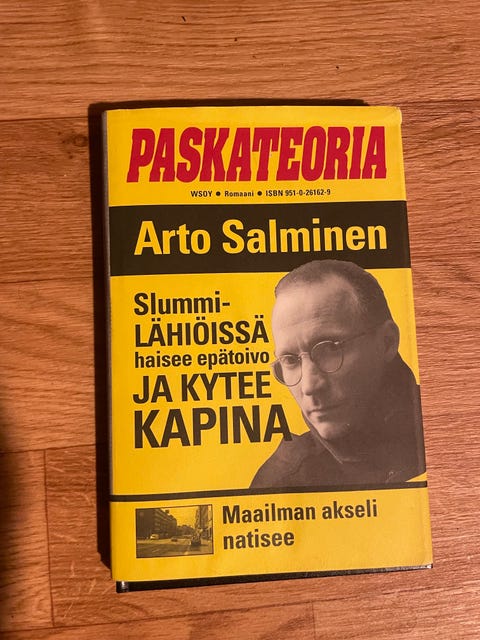 PASKATEORIA
WSOY ● Romaani ● ISBN 951-0-26162-9
Arto Salminen
Slummi-
LÄHIÖISSÄ
haisee epätoivo
JA KYTEE
KAPINA
Maailman akseli
natisee